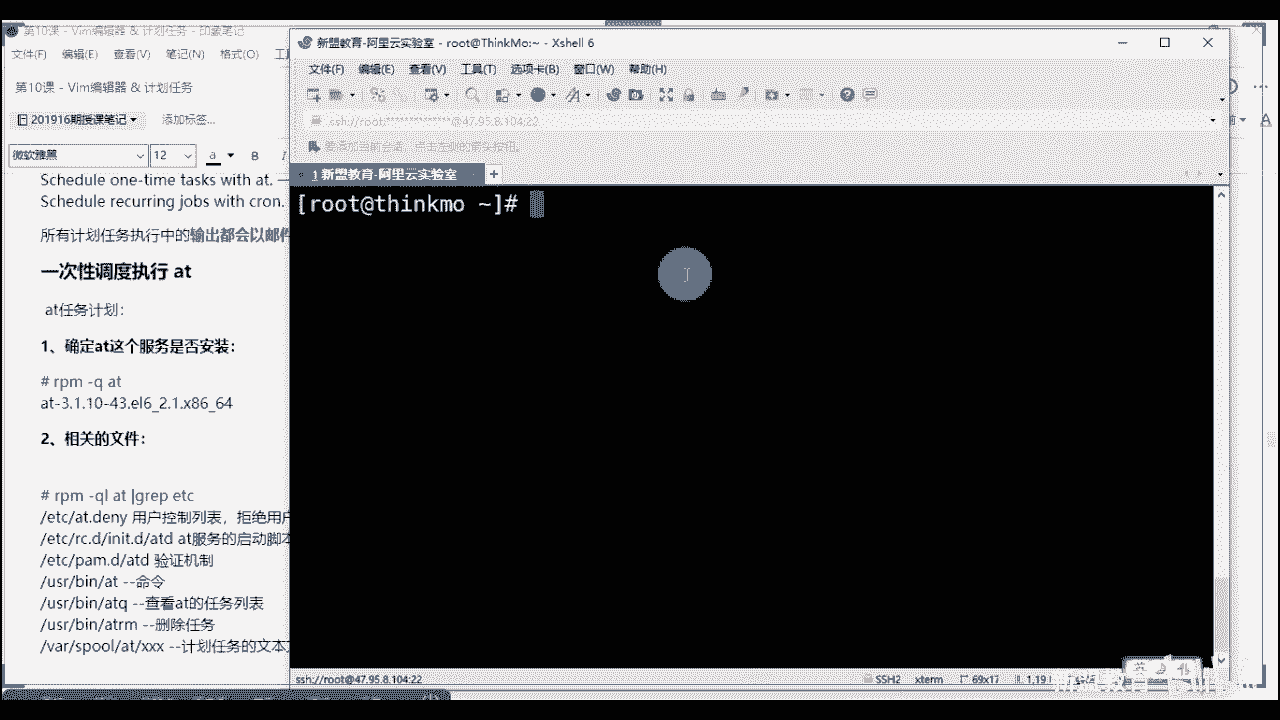 第10课 - Vim编辑器 & 计划任务 - 印象笔记
文件(F) 编辑(E) 查看(V) 笔记(N) 格式(O)
第10课 - Vim编辑器 & 计划任务
201916期授课笔记 添加标签...
微软雅黑 12 a B
Schedule one-time tasks with at.
Schedule recurring jobs with cron.
所有计划任务执行中的输出都会以邮件
一次性调度执行 at
at任务计划：
1、确定at这个服务是否安装：
# rpm -q at
at-3.1.10-43.el6_2.1.x86_64
2、相关的文件：
# rpm -ql at |grep etc
/etc/at.deny 用户控制列表，拒绝用户
/etc/rc.d/init.d/atd at服务的启动脚本
/etc/pam.d/atd 验证机制
/usr/bin/at --命令
/usr/bin/atq --查看at的任务列表
/usr/bin/atrm --删除任务
/var/spool/at/xxx --计划任务的文本
新盟教育-阿里云实验室 - root@ThinkMo:~ - Xshell 6
文件(F) 编辑(E) 查看(V) 工具(T) 选项卡(B) 窗口(W) 帮助(H)
ssh://root:**************@47.95.8.104:22
要添加当前会话，点击左侧的箭头按钮。
1 新盟教育-阿里云实验室
[root@thinkmo ~]#
ssh://root@47.95.8.104:22 SSH2 xterm 69x17 1,19